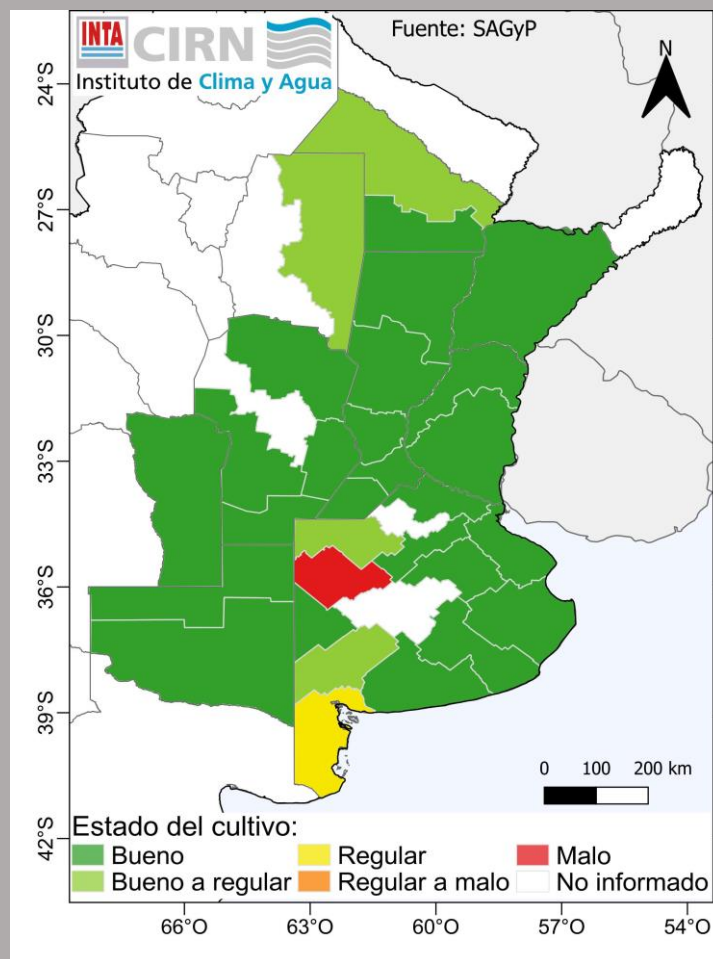 INTA CIRN
Instituto de Clima y Agua
Fuente: SAGyP
N
24°S
27°S
30°S
33°S
36°S
39°S
42°S
0 100 200 km
Estado del cultivo:
Bueno Regular Malo
Bueno a regular Regular a malo No informado
66°O 63°O 60°O 57°O 54°O